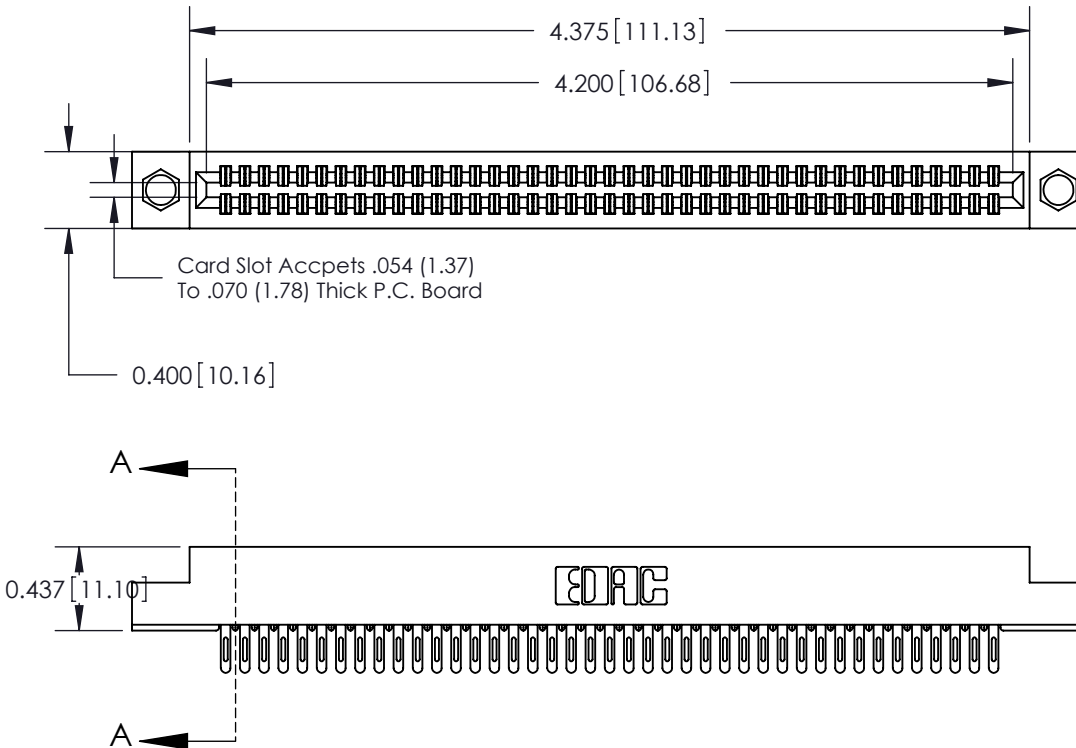 4.375[111.13]
4.200[106.68]
Card Slot Accpets .054 (1.37)
To .070 (1.78) Thick P.C. Board
0.400[10.16]
A
0.437[11.10]
EDAC
A